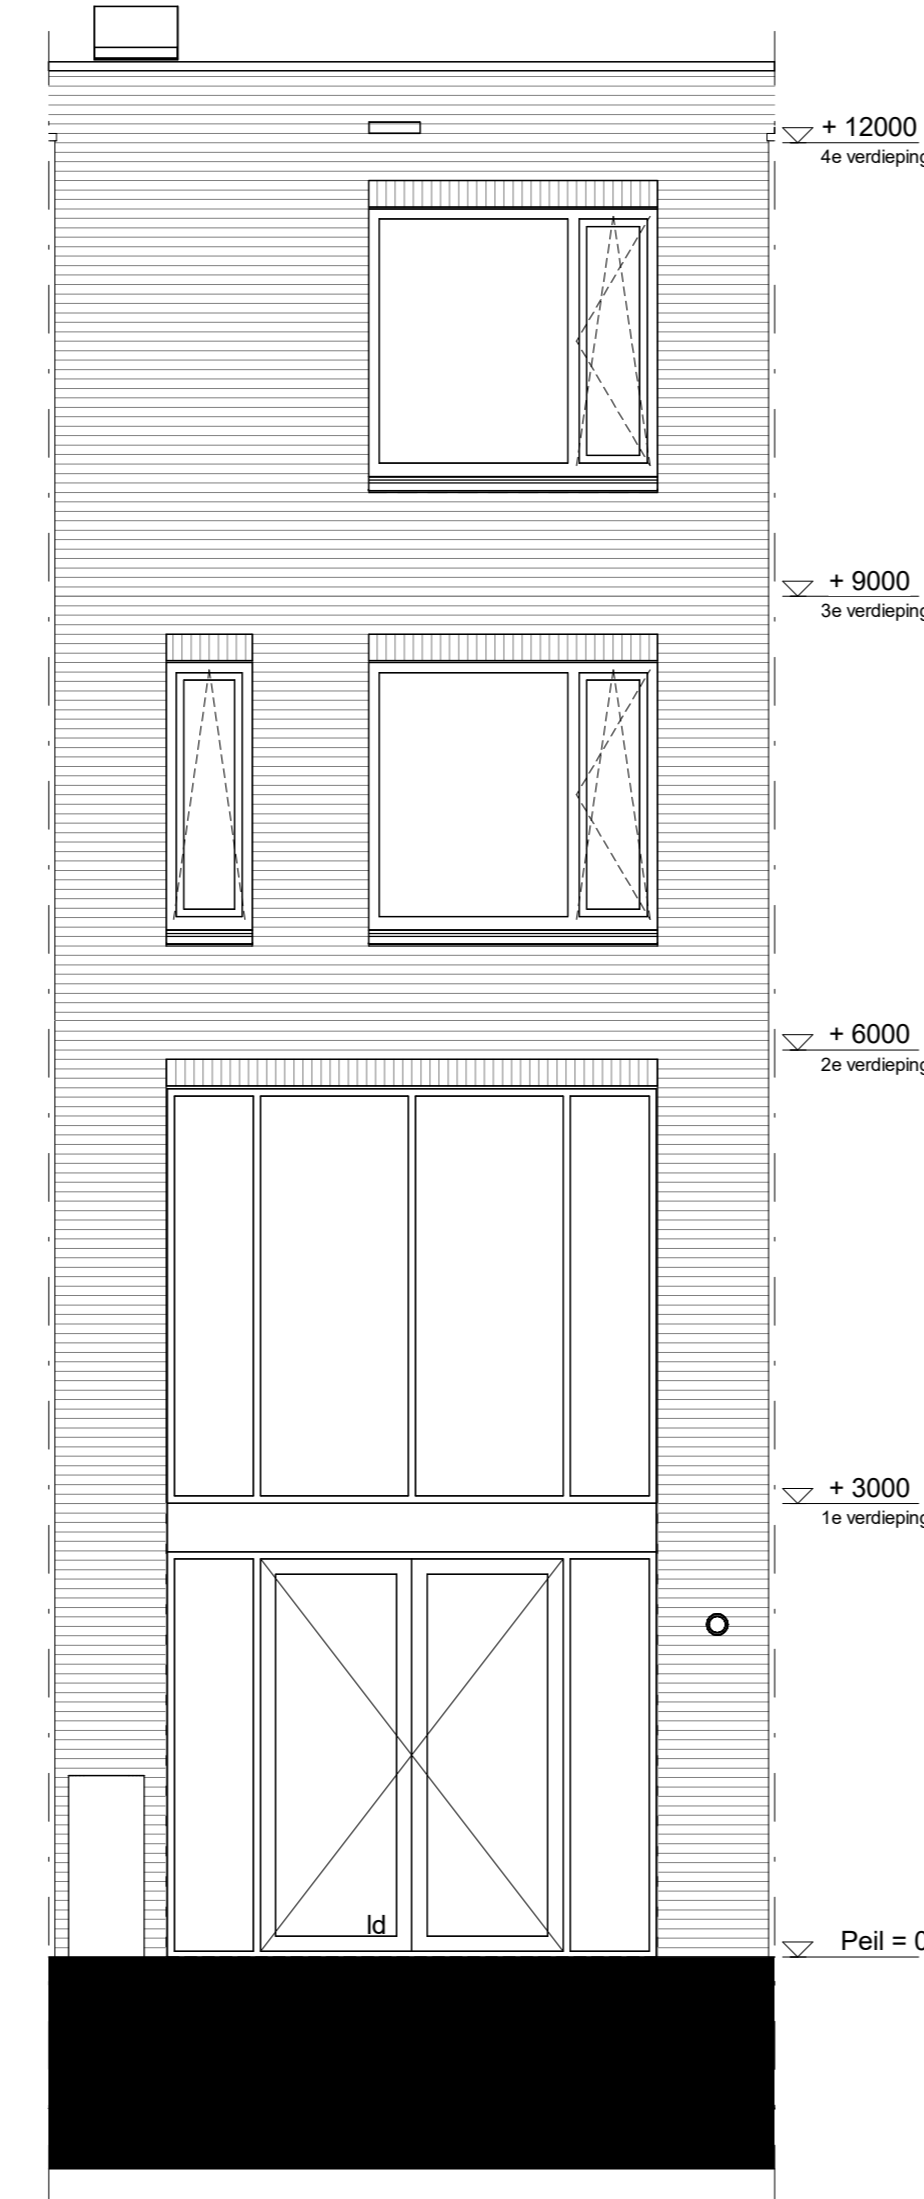 + 12000
4e verdieping
+ 9000
3e verdieping
+ 6000
2e verdieping
+ 3000
1e verdieping
ld
Peil = 0